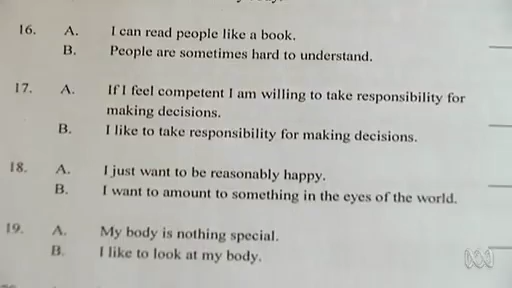 16. A. I can read people like a book.
B. People are sometimes hard to understand.
17. A. If I feel competent I am willing to take responsibility for
making decisions.
B. I like to take responsibility for making decisions.
18. A. I just want to be reasonably happy.
B. I want to amount to something in the eyes of the world.
19. A. My body is nothing special.
B. I like to look at my body.